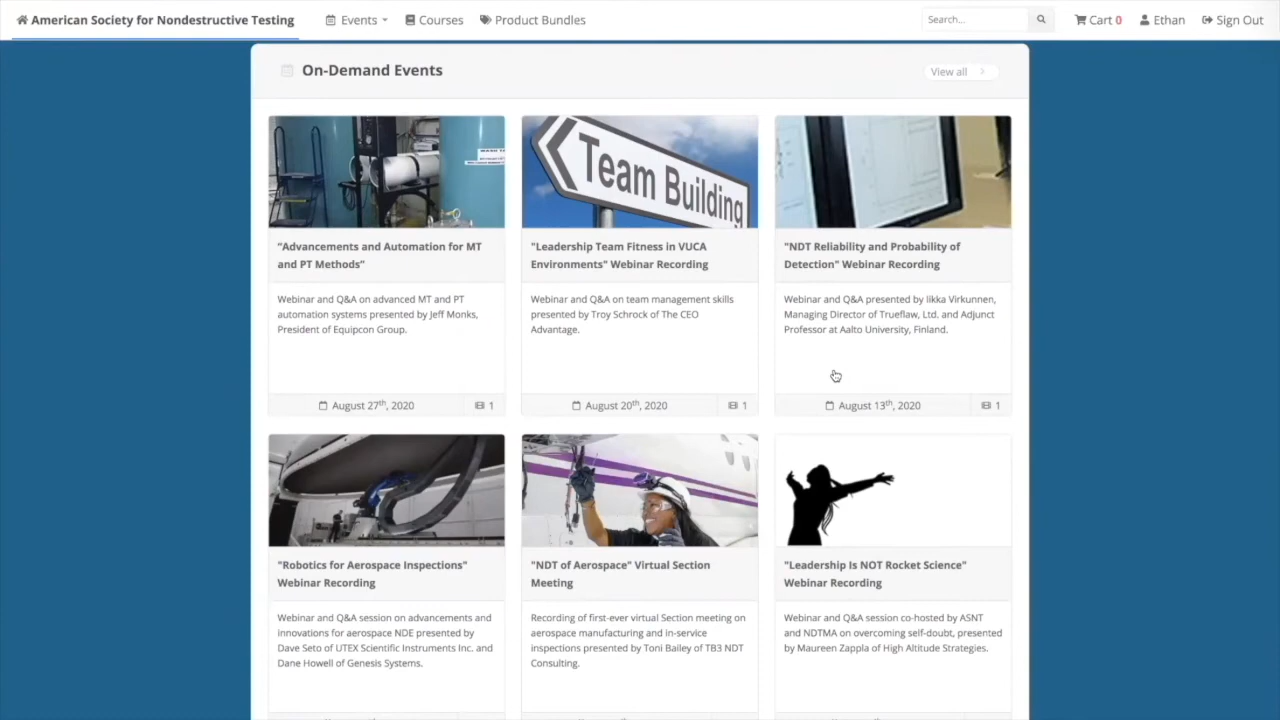 American Society for Nondestructive Testing
Events
Courses
Product Bundles
Search...
Cart 0
Ethan
Sign Out
On-Demand Events
View all
"Advancements and Automation for MT
and PT Methods"
Webinar and Q&A on advanced MT and PT
automation systems presented by Jeff Monks,
President of Equipcon Group.
August 27th, 2020
1
Team Building
"Leadership Team Fitness in VUCA
Environments" Webinar Recording
Webinar and Q&A on team management skills
presented by Troy Schrock of The CEO
Advantage.
August 20th, 2020
1
"NDT Reliability and Probability of
Detection" Webinar Recording
Webinar and Q&A presented by Iikka Virkunnen,
Managing Director of Trueflaw, Ltd. and Adjunct
Professor at Aalto University, Finland.
August 13th, 2020
1
"Robotics for Aerospace Inspections"
Webinar Recording
Webinar and Q&A session on advancements and
innovations for aerospace NDE presented by
Dave Seto of UTEX Scientific Instruments Inc. and
Dane Howell of Genesis Systems.
"NDT of Aerospace" Virtual Section
Meeting
Recording of first-ever virtual Section meeting on
aerospace manufacturing and in-service
inspections presented by Toni Bailey of TB3 NDT
Consulting.
"Leadership Is NOT Rocket Science"
Webinar Recording
Webinar and Q&A session co-hosted by ASNT
and NDTMA on overcoming self-doubt, presented
by Maureen Zappla of High Altitude Strategies.